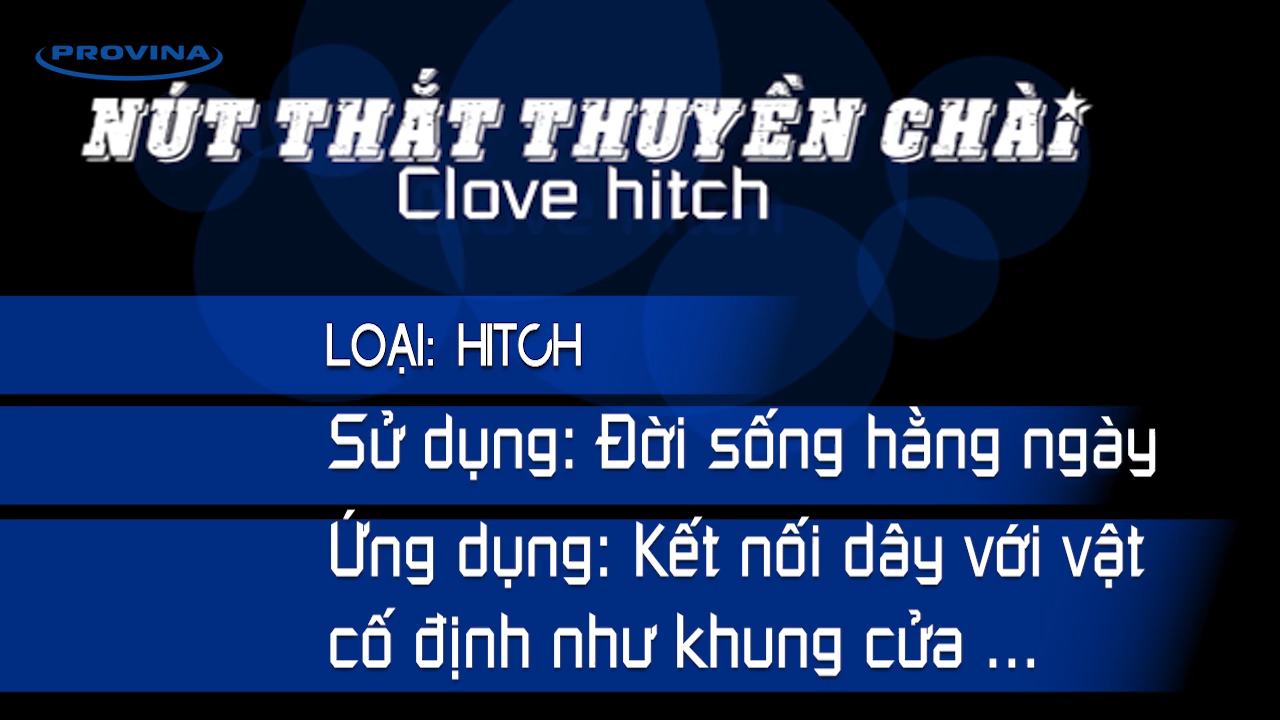 PROVINA
NÚT THẮT THUYỀN CHÀI
Clove hitch
LOẠI: HITCH
Sử dụng: Đời sống hằng ngày
Ứng dụng: Kết nối dây với vật
cố định như khung cửa ...